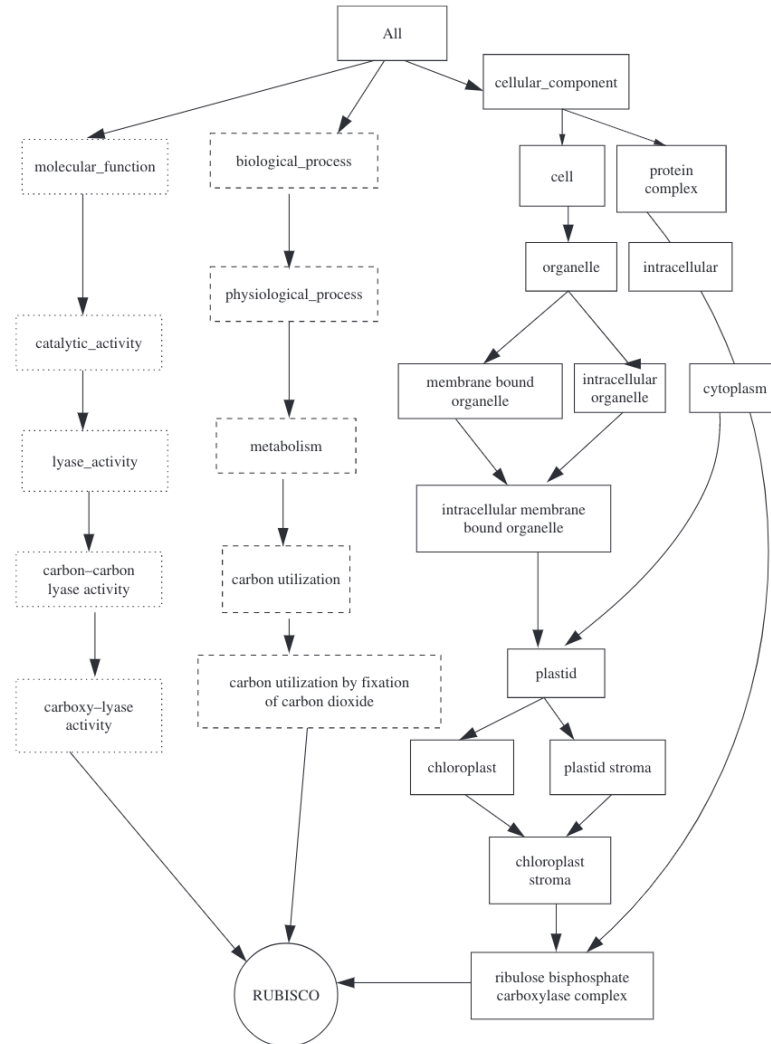 All
cellular_component
molecular_function
biological_process
cell
protein
complex
organelle
intracellular
physiological_process
catalytic_activity
membrane bound
organelle
intracellular
organelle
cytoplasm
metabolism
lyase_activity
intracellular membrane
bound organelle
carbon–carbon
lyase activity
carbon utilization
plastid
carbon utilization by fixation
of carbon dioxide
carboxy–lyase
activity
chloroplast
plastid stroma
chloroplast
stroma
RUBISCO
ribulose bisphosphate
carboxylase complex